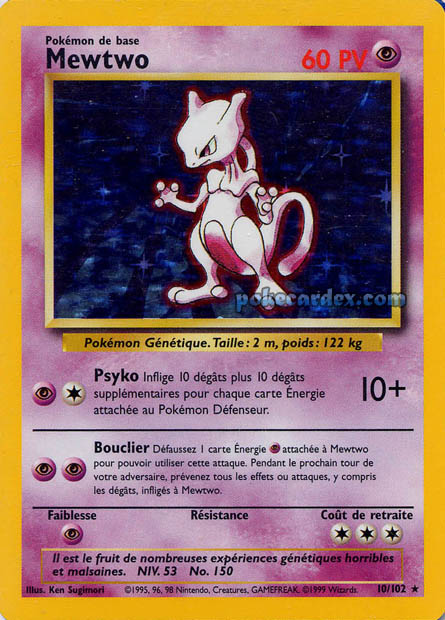 Pokémon de base
Mewtwo
60 PV
pokecardex.com
Pokémon Génétique. Taille : 2 m, poids : 122 kg
Psyko Inflige 10 dégâts plus 10 dégâts
supplémentaires pour chaque carte Énergie
attachée au Pokémon Défenseur.
10+
Bouclier Défaussez 1 carte Énergie attachée à Mewtwo
pour pouvoir utiliser cette attaque. Pendant le prochain tour de
votre adversaire, prévenez tous les effets ou attaques, y compris
les dégâts, infligés à Mewtwo.
Faiblesse Résistance Coût de retraite
Il est le fruit de nombreuses expériences génétiques horribles
et malsaines. NIV. 53 No. 150
Illus. Ken Sugimori ©1995, 96, 98 Nintendo, Creatures, GAMEFREAK. ©1999 Wizards. 10/102 ★